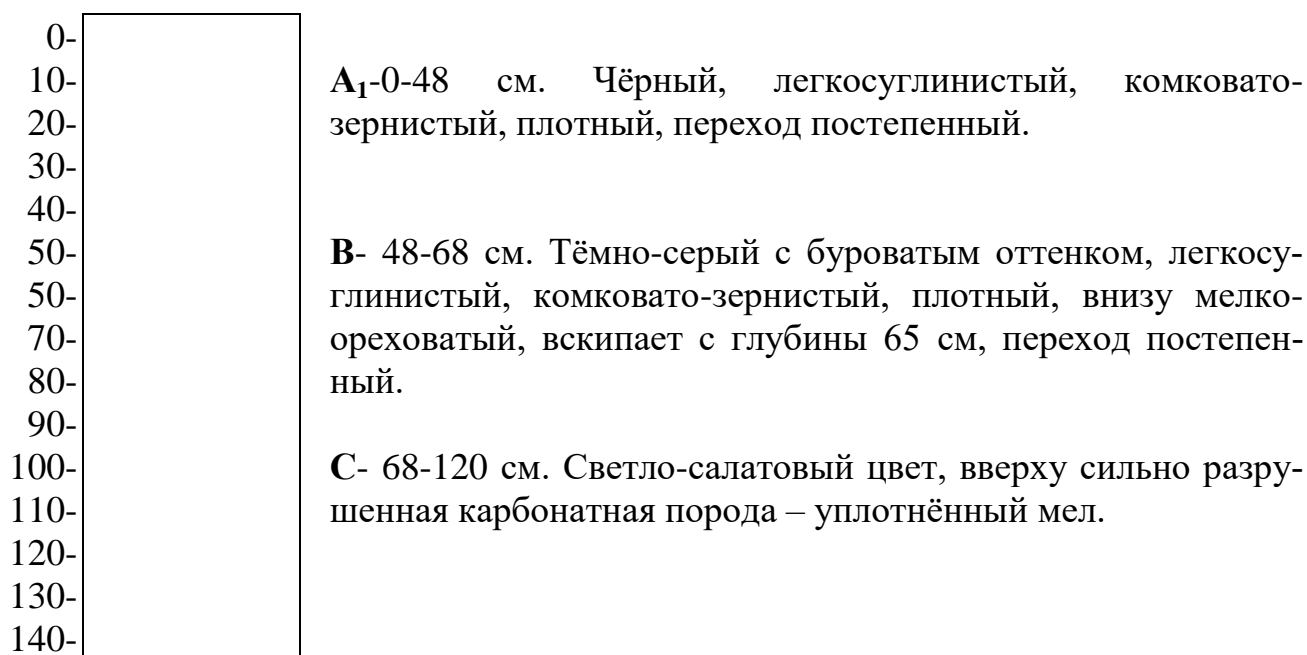 0-
10-
20-
30-
40-
50-
50-
70-
80-
90-
100-
110-
120-
130-
140-
А1-0-48 см. Чёрный, легкосуглинистый, комковато-
зернистый, плотный, переход постепенный.
В- 48-68 см. Тёмно-серый с буроватым оттенком, легкосу-
глинистый, комковато-зернистый, плотный, внизу мелко-
ореховатый, вскипает с глубины 65 см, переход постепен-
ный.
С- 68-120 см. Светло-салатовый цвет, вверху сильно разру-
шенная карбонатная порода – уплотнённый мел.